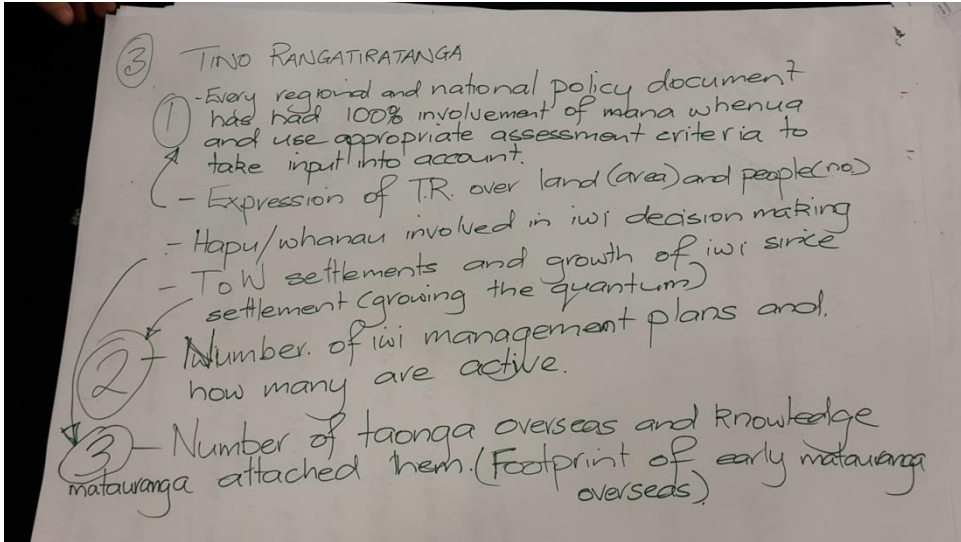 ③ TINO RANGATIRATANGA
① - Every regional and national policy document
has had 100% involvement of mana whenua
and use appropriate assessment criteria to
take input into account.
- Expression of T.R. over land (area) and people (no.)
- Hapu/whanau involved in iwi decision making
- ToW settlements and growth of iwi since
settlement (growing the quantum)
② - Number. of iwi management plans and.
how many are active.
③ - Number of taonga overseas and knowledge
matauranga attached them. (Footprint of early matauranga
overseas)